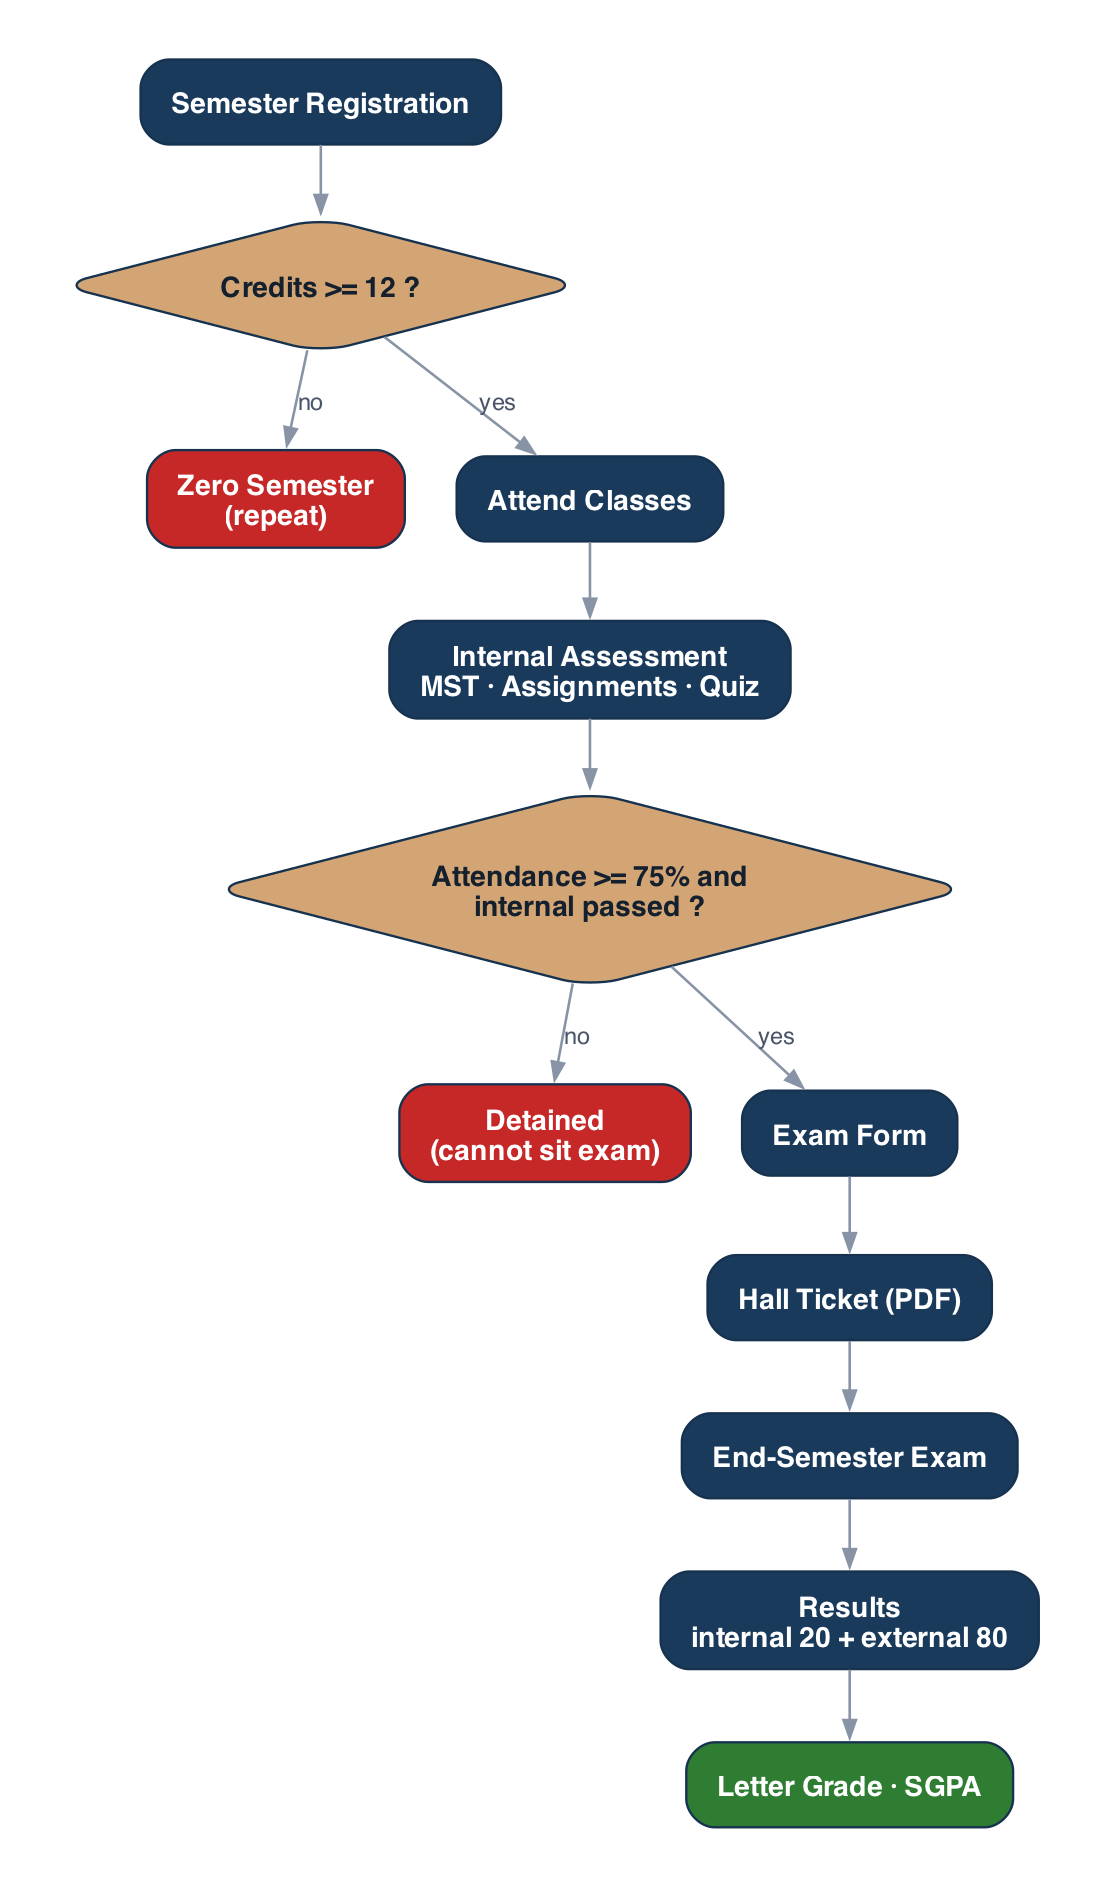 Semester Registration
Credits >= 12 ?
no
yes
Zero Semester
(repeat)
Attend Classes
Internal Assessment
MST · Assignments · Quiz
Attendance >= 75% and
internal passed ?
no
yes
Detained
(cannot sit exam)
Exam Form
Hall Ticket (PDF)
End-Semester Exam
Results
internal 20 + external 80
Letter Grade · SGPA